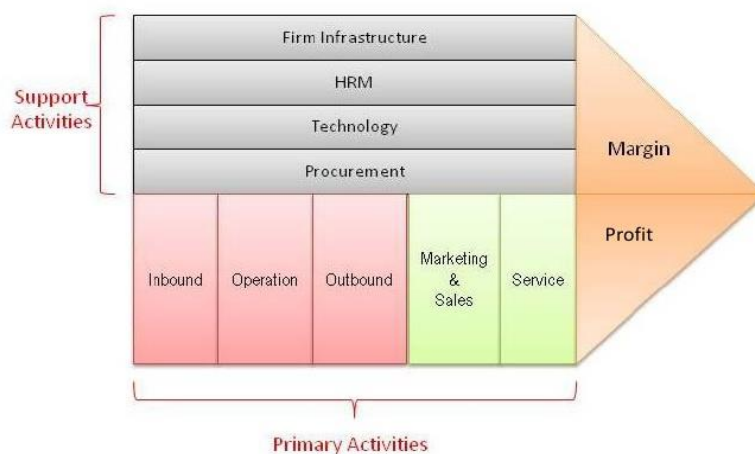 Firm Infrastructure
HRM
Support
Activities
Technology
Procurement
Margin
Profit
Inbound
Operation
Outbound
Marketing
&
Sales
Service
Primary Activities